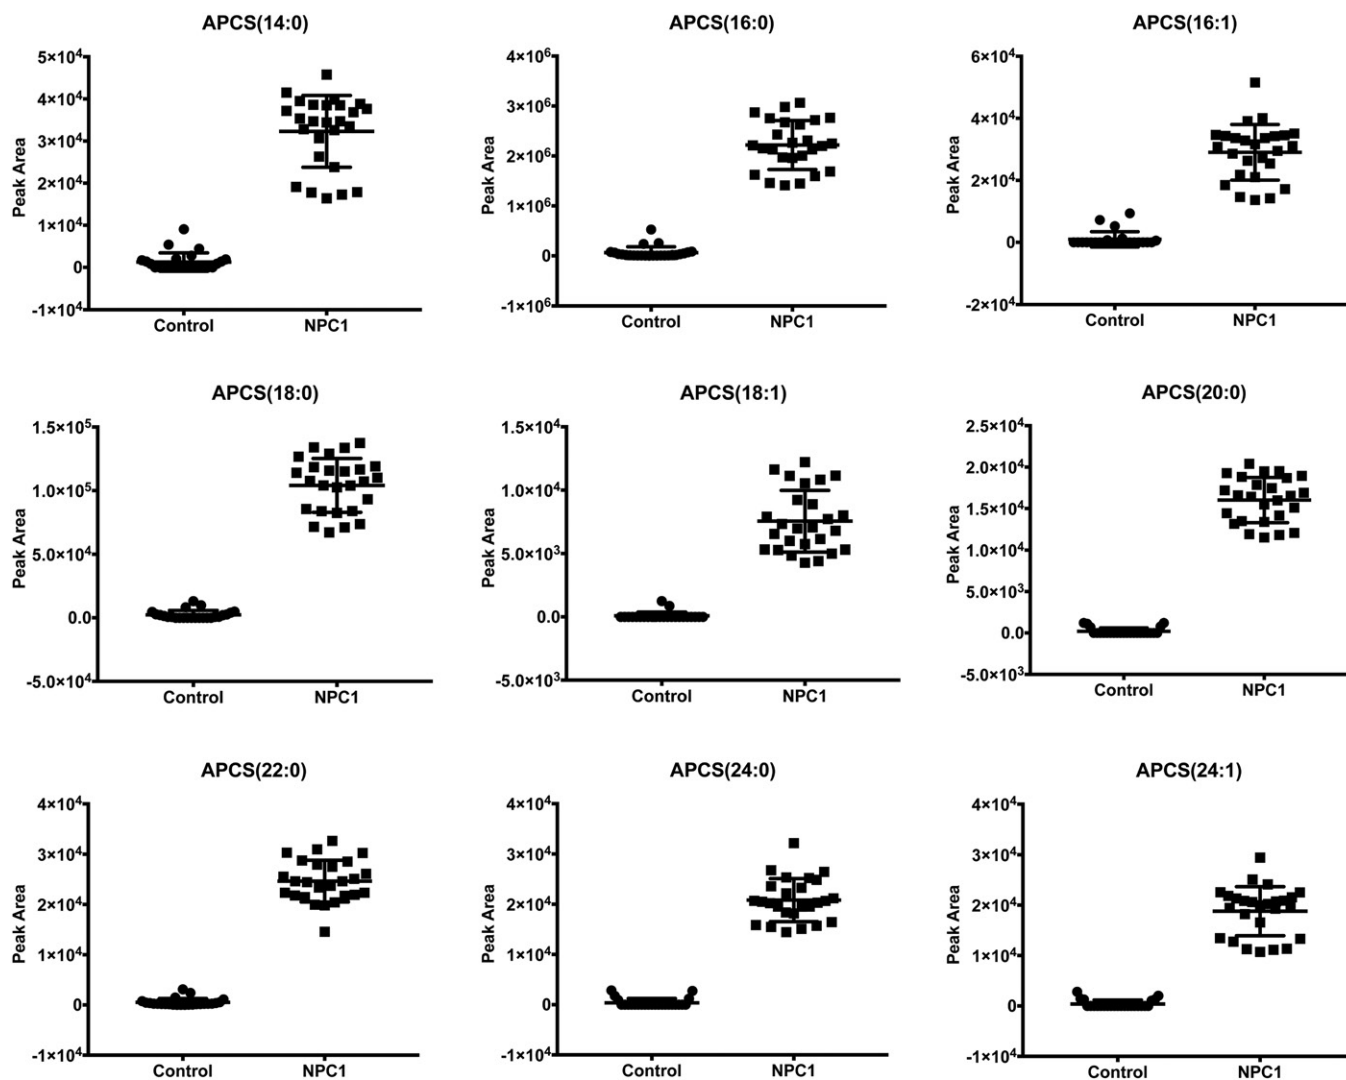 APCS(14:0)
Peak Area
5×10⁴
4×10⁴
3×10⁴
2×10⁴
1×10⁴
0
-1×10⁴
Control NPC1
APCS(16:0)
Peak Area
4×10⁶
3×10⁶
2×10⁶
1×10⁶
0
-1×10⁶
Control NPC1
APCS(16:1)
Peak Area
6×10⁴
4×10⁴
2×10⁴
0
-2×10⁴
Control NPC1
APCS(18:0)
Peak Area
1.5×10⁵
1.0×10⁵
5.0×10⁴
0.0
-5.0×10⁴
Control NPC1
APCS(18:1)
Peak Area
1.5×10⁴
1.0×10⁴
5.0×10³
0.0
-5.0×10³
Control NPC1
APCS(20:0)
Peak Area
2.5×10⁴
2.0×10⁴
1.5×10⁴
1.0×10⁴
5.0×10³
0.0
-5.0×10³
Control NPC1
APCS(22:0)
Peak Area
4×10⁴
3×10⁴
2×10⁴
1×10⁴
0
-1×10⁴
Control NPC1
APCS(24:0)
Peak Area
4×10⁴
3×10⁴
2×10⁴
1×10⁴
0
-1×10⁴
Control NPC1
APCS(24:1)
Peak Area
4×10⁴
3×10⁴
2×10⁴
1×10⁴
0
-1×10⁴
Control NPC1